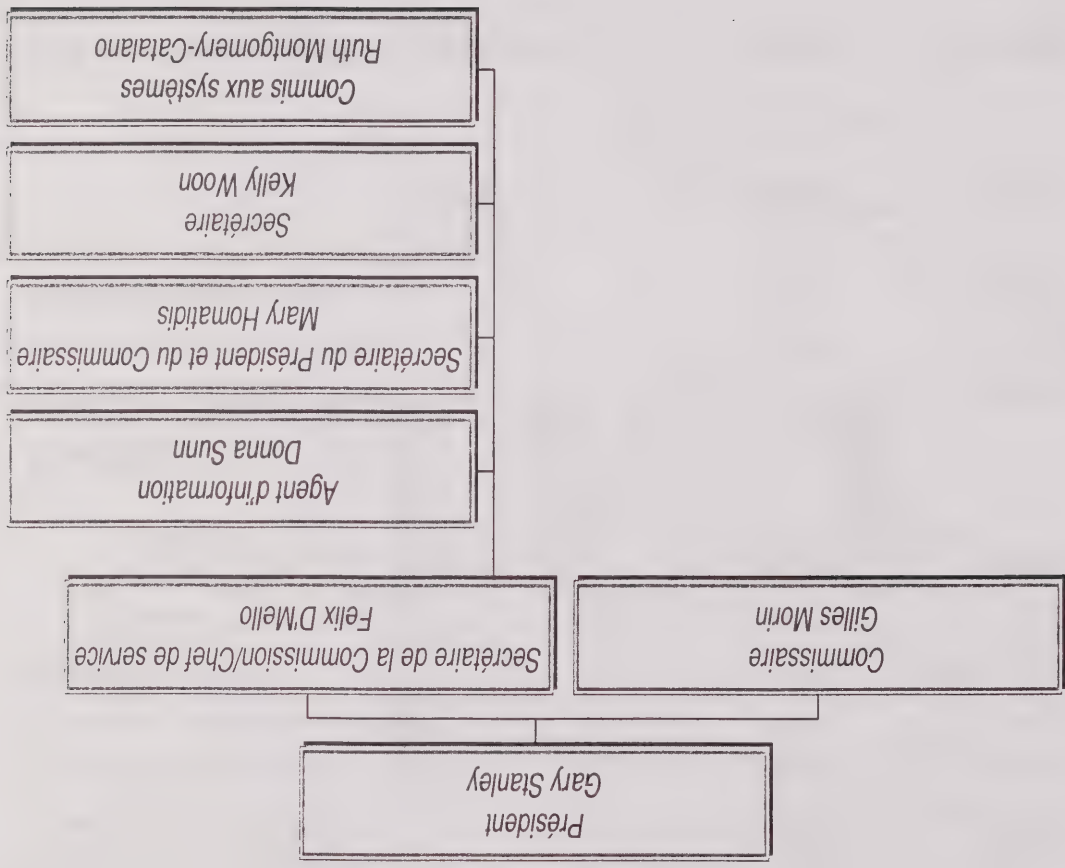 Président
Gary Stanley
Commissaire
Gilles Morin
Secrétaire de la Commission/Chef de service
Felix D'Mello
Agent d'information
Donna Sunn
Secrétaire du Président et du Commissaire
Mary Homatidis
Secrétaire
Kelly Woon
Commis aux systèmes
Ruth Montgomery-Catalano